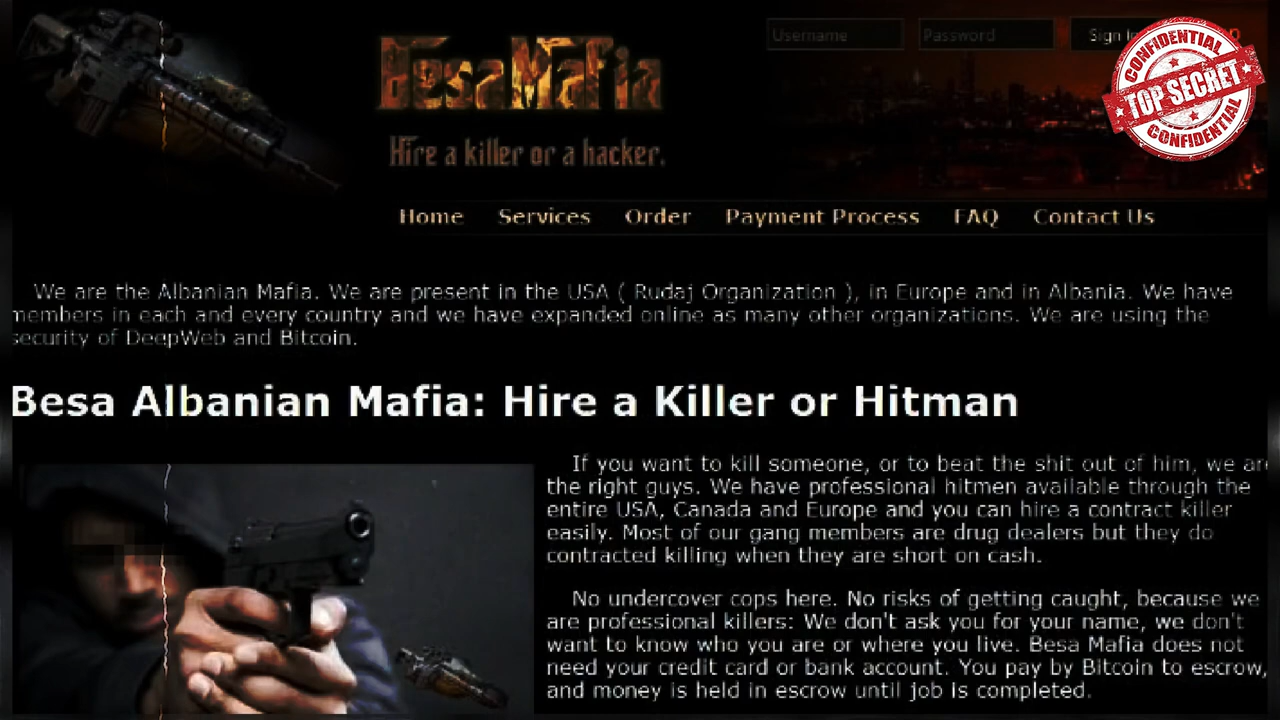 Username Password Sign In
CONFIDENTIAL
TOP SECRET
CONFIDENTIAL
BesaMafia
Hire a killer or a hacker.
Home Services Order Payment Process FAQ Contact Us
We are the Albanian Mafia. We are present in the USA ( Rudaj Organization ), in Europe and in Albania. We have
members in each and every country and we have expanded online as many other organizations. We are using the
security of DeepWeb and Bitcoin.
Besa Albanian Mafia: Hire a Killer or Hitman
If you want to kill someone, or to beat the shit out of him, we are
the right guys. We have professional hitmen available through the
entire USA, Canada and Europe and you can hire a contract killer
easily. Most of our gang members are drug dealers but they do
contracted killing when they are short on cash.
No undercover cops here. No risks of getting caught, because we
are professional killers: We don't ask you for your name, we don't
want to know who you are or where you live. Besa Mafia does not
need your credit card or bank account. You pay by Bitcoin to escrow,
and money is held in escrow until job is completed.